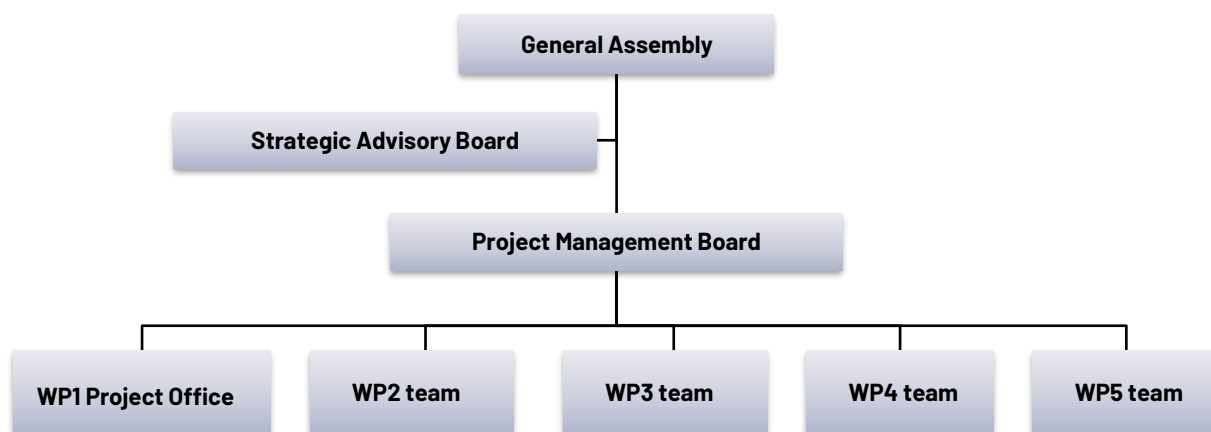 General Assembly
Strategic Advisory Board
Project Management Board
WP1 Project Office
WP2 team
WP3 team
WP4 team
WP5 team